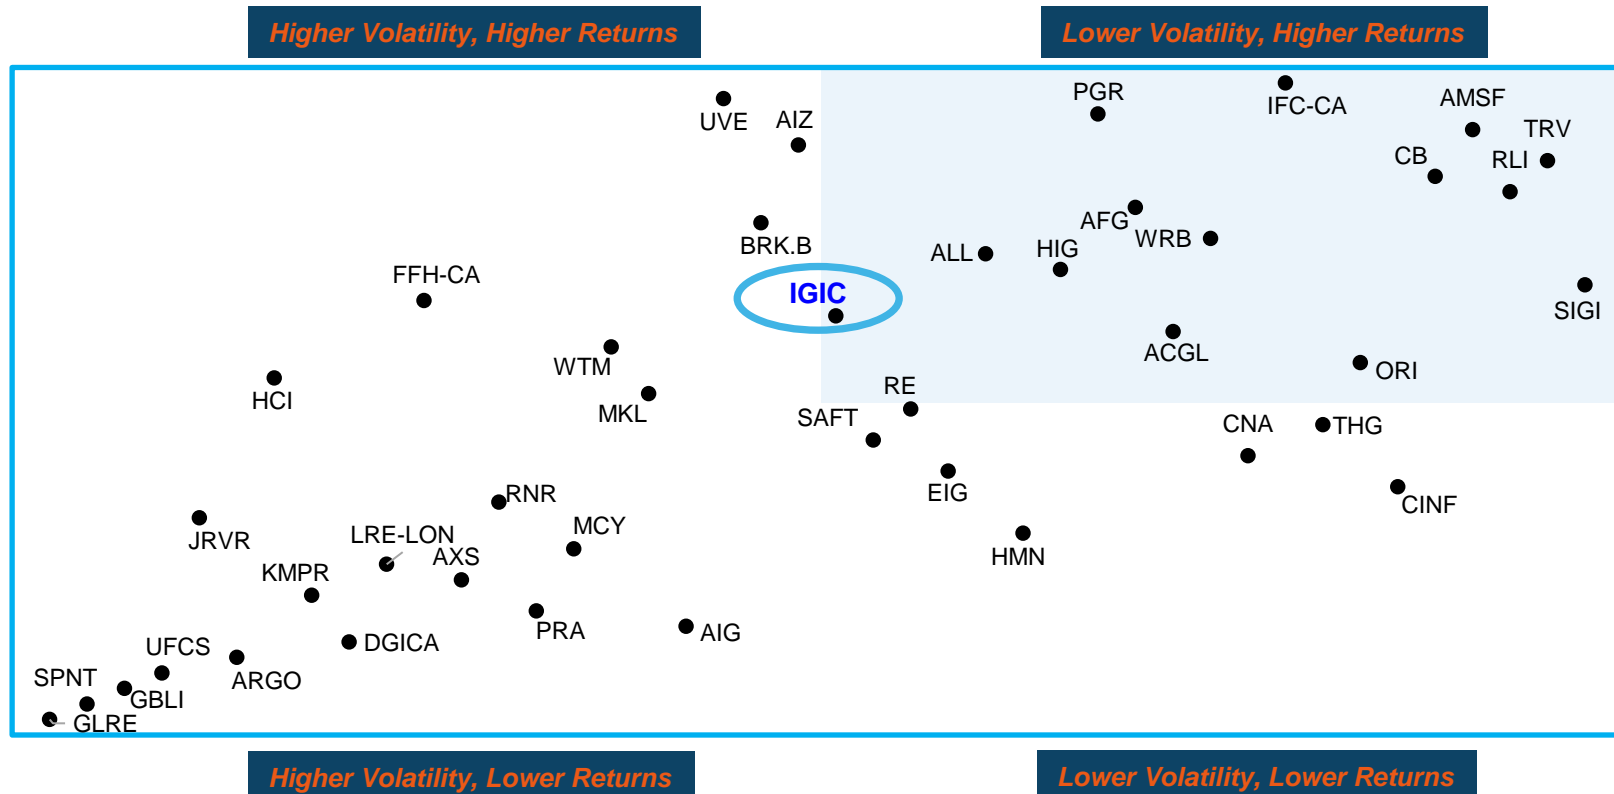 Higher Volatility, Higher Returns
Lower Volatility, Higher Returns
UVE
AIZ
PGR
IFC-CA
AMSF
TRV
CB
RLI
BRK.B
AFG
WRB
ALL
HIG
FFH-CA
IGIC
SIGI
WTM
ACGL
ORI
HCI
MKL
RE
SAFT
CNA
THG
EIG
CINF
RNR
JRVR
LRE-LON
MCY
AXS
HMN
KMPR
PRA
AIG
DGICA
UFCS
ARGO
SPNT
GBLI
GLRE
Higher Volatility, Lower Returns
Lower Volatility, Lower Returns